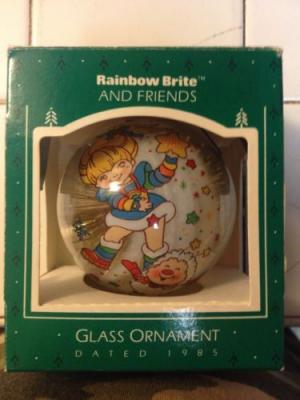 Rainbow Brite™
AND FRIENDS
GLASS ORNAMENT
DATED 1985